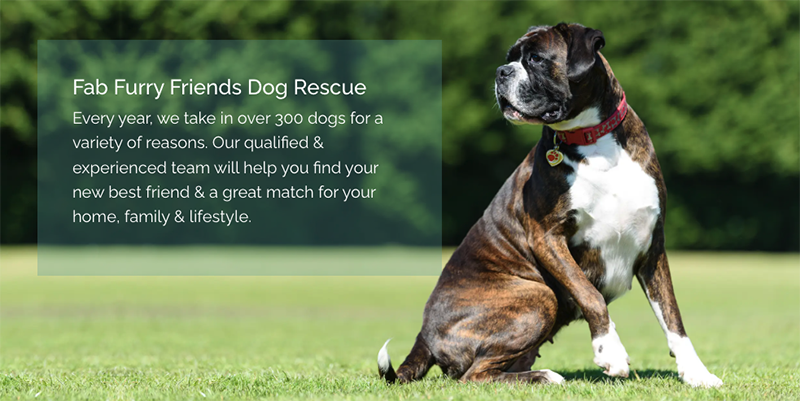 Fab Furry Friends Dog Rescue
Every year, we take in over 300 dogs for a
variety of reasons. Our qualified &
experienced team will help you find your
new best friend & a great match for your
home, family & lifestyle.